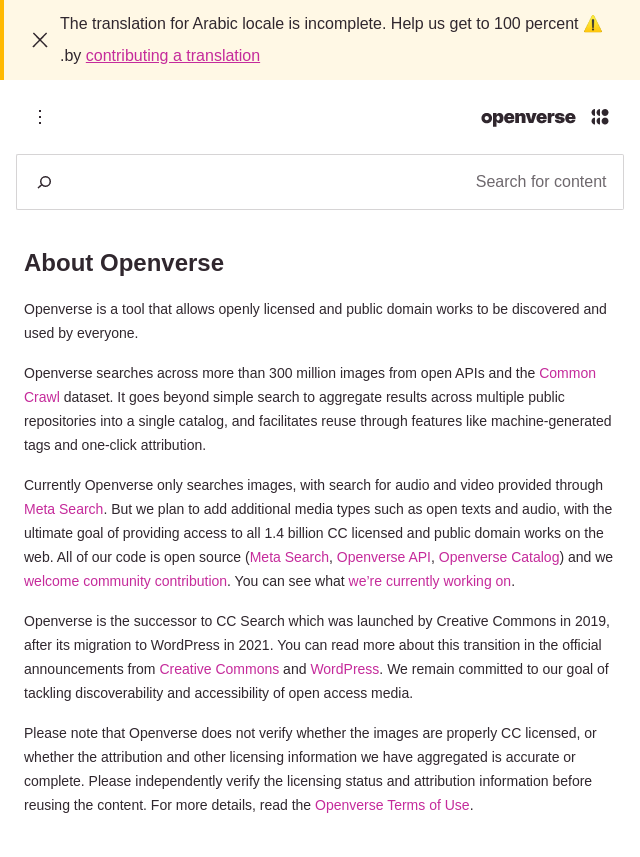 The translation for Arabic locale is incomplete. Help us get to 100 percent ⚠️
.by contributing a translation
openverse
Search for content
About Openverse
Openverse is a tool that allows openly licensed and public domain works to be discovered and
used by everyone.
Openverse searches across more than 300 million images from open APIs and the Common
Crawl dataset. It goes beyond simple search to aggregate results across multiple public
repositories into a single catalog, and facilitates reuse through features like machine-generated
tags and one-click attribution.
Currently Openverse only searches images, with search for audio and video provided through
Meta Search. But we plan to add additional media types such as open texts and audio, with the
ultimate goal of providing access to all 1.4 billion CC licensed and public domain works on the
web. All of our code is open source (Meta Search, Openverse API, Openverse Catalog) and we
welcome community contribution. You can see what we’re currently working on.
Openverse is the successor to CC Search which was launched by Creative Commons in 2019,
after its migration to WordPress in 2021. You can read more about this transition in the official
announcements from Creative Commons and WordPress. We remain committed to our goal of
tackling discoverability and accessibility of open access media.
Please note that Openverse does not verify whether the images are properly CC licensed, or
whether the attribution and other licensing information we have aggregated is accurate or
complete. Please independently verify the licensing status and attribution information before
reusing the content. For more details, read the Openverse Terms of Use.